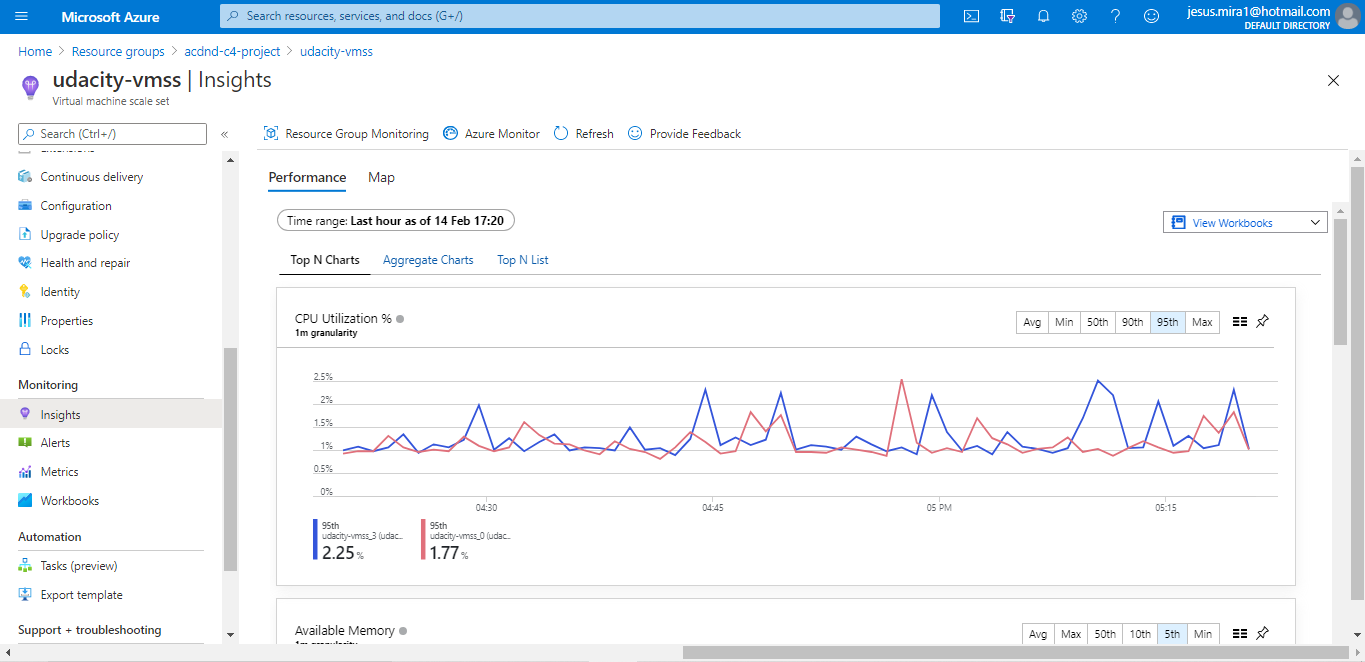 Microsoft Azure
Search resources, services, and docs (G+/)
jesus.mira1@hotmail.com
DEFAULT DIRECTORY
Home > Resource groups > acdnd-c4-project > udacity-vmss
udacity-vmss | Insights
Virtual machine scale set
Search (Ctrl+/)
«
Resource Group Monitoring
Azure Monitor
Refresh
Provide Feedback
Extensions
Continuous delivery
Configuration
Upgrade policy
Health and repair
Identity
Properties
Locks
Monitoring
Insights
Alerts
Metrics
Workbooks
Automation
Tasks (preview)
Export template
Support + troubleshooting
Performance
Map
Time range: Last hour as of 14 Feb 17:20
View Workbooks
Top N Charts
Aggregate Charts
Top N List
CPU Utilization %
1m granularity
Avg Min 50th 90th 95th Max
2.5%
2%
1.5%
1%
0.5%
0%
04:30 04:45 05 PM 05:15
95th
udacity-vmss_3 (udac...
2.25 %
95th
udacity-vmss_0 (udac...
1.77 %
Available Memory
1m granularity
Avg Max 50th 10th 5th Min